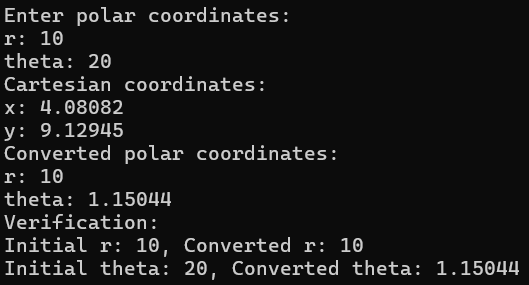 Enter polar coordinates:
r: 10
theta: 20
Cartesian coordinates:
x: 4.08082
y: 9.12945
Converted polar coordinates:
r: 10
theta: 1.15044
Verification:
Initial r: 10, Converted r: 10
Initial theta: 20, Converted theta: 1.15044